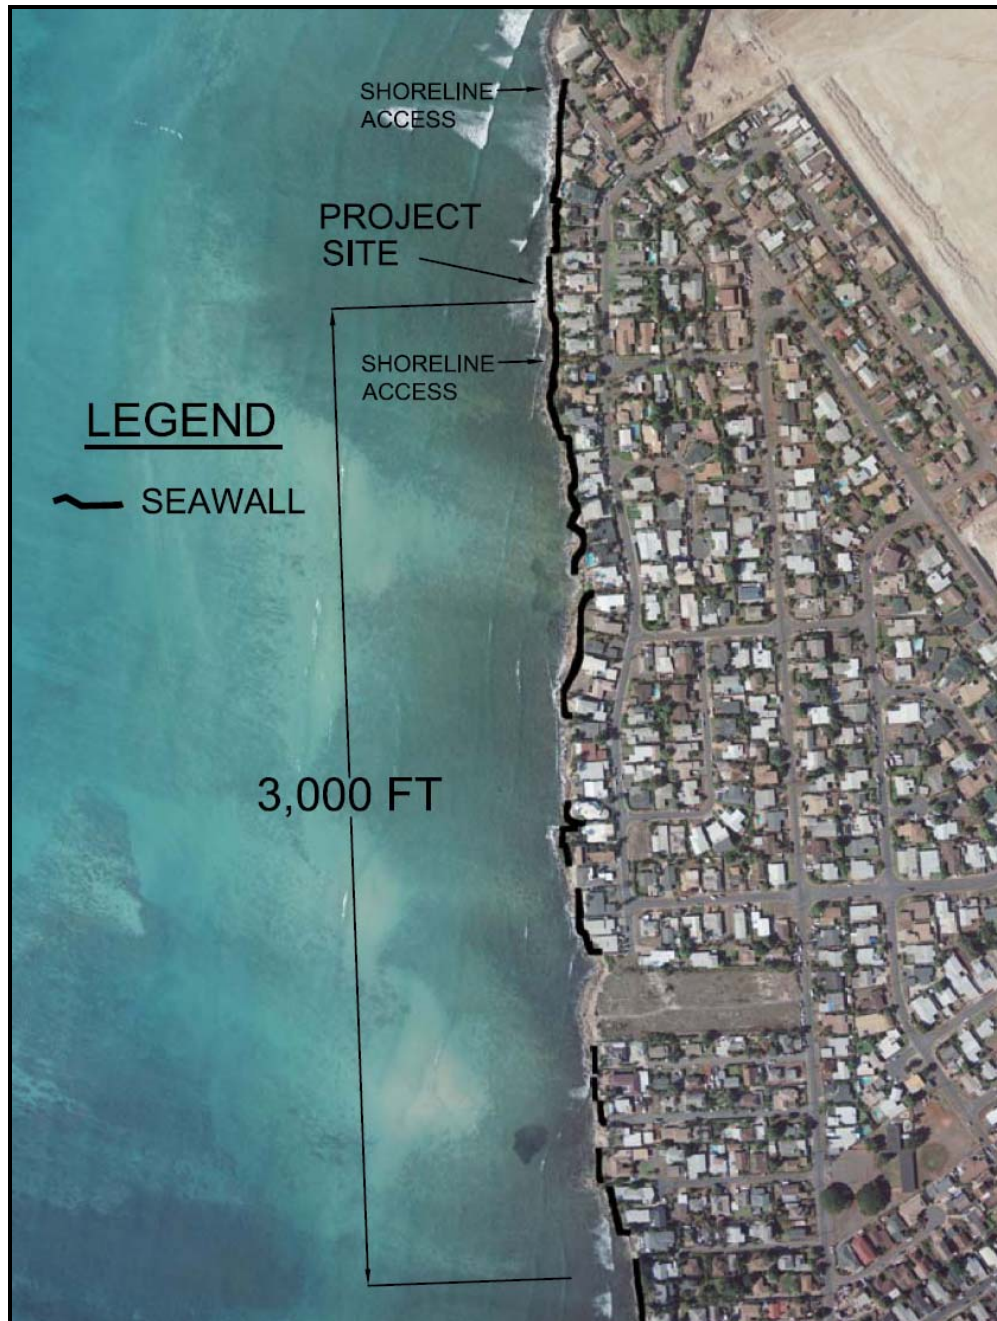 SHORELINE
ACCESS
PROJECT
SITE
SHORELINE
ACCESS
LEGEND
SEAWALL
3,000 FT